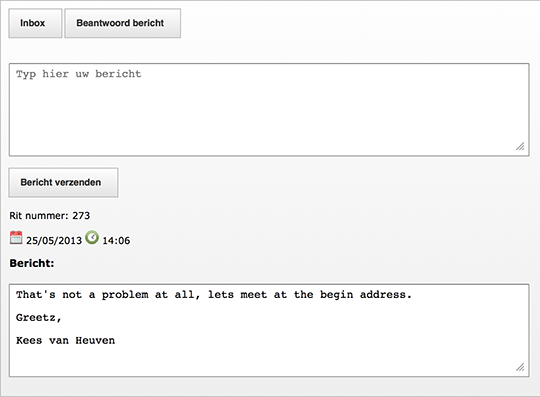 Inbox Beantwoord bericht
Typ hier uw bericht
Bericht verzenden
Rit nummer: 273
25/05/2013 14:06
Bericht:
That's not a problem at all, lets meet at the begin address.
Greetz,
Kees van Heuven